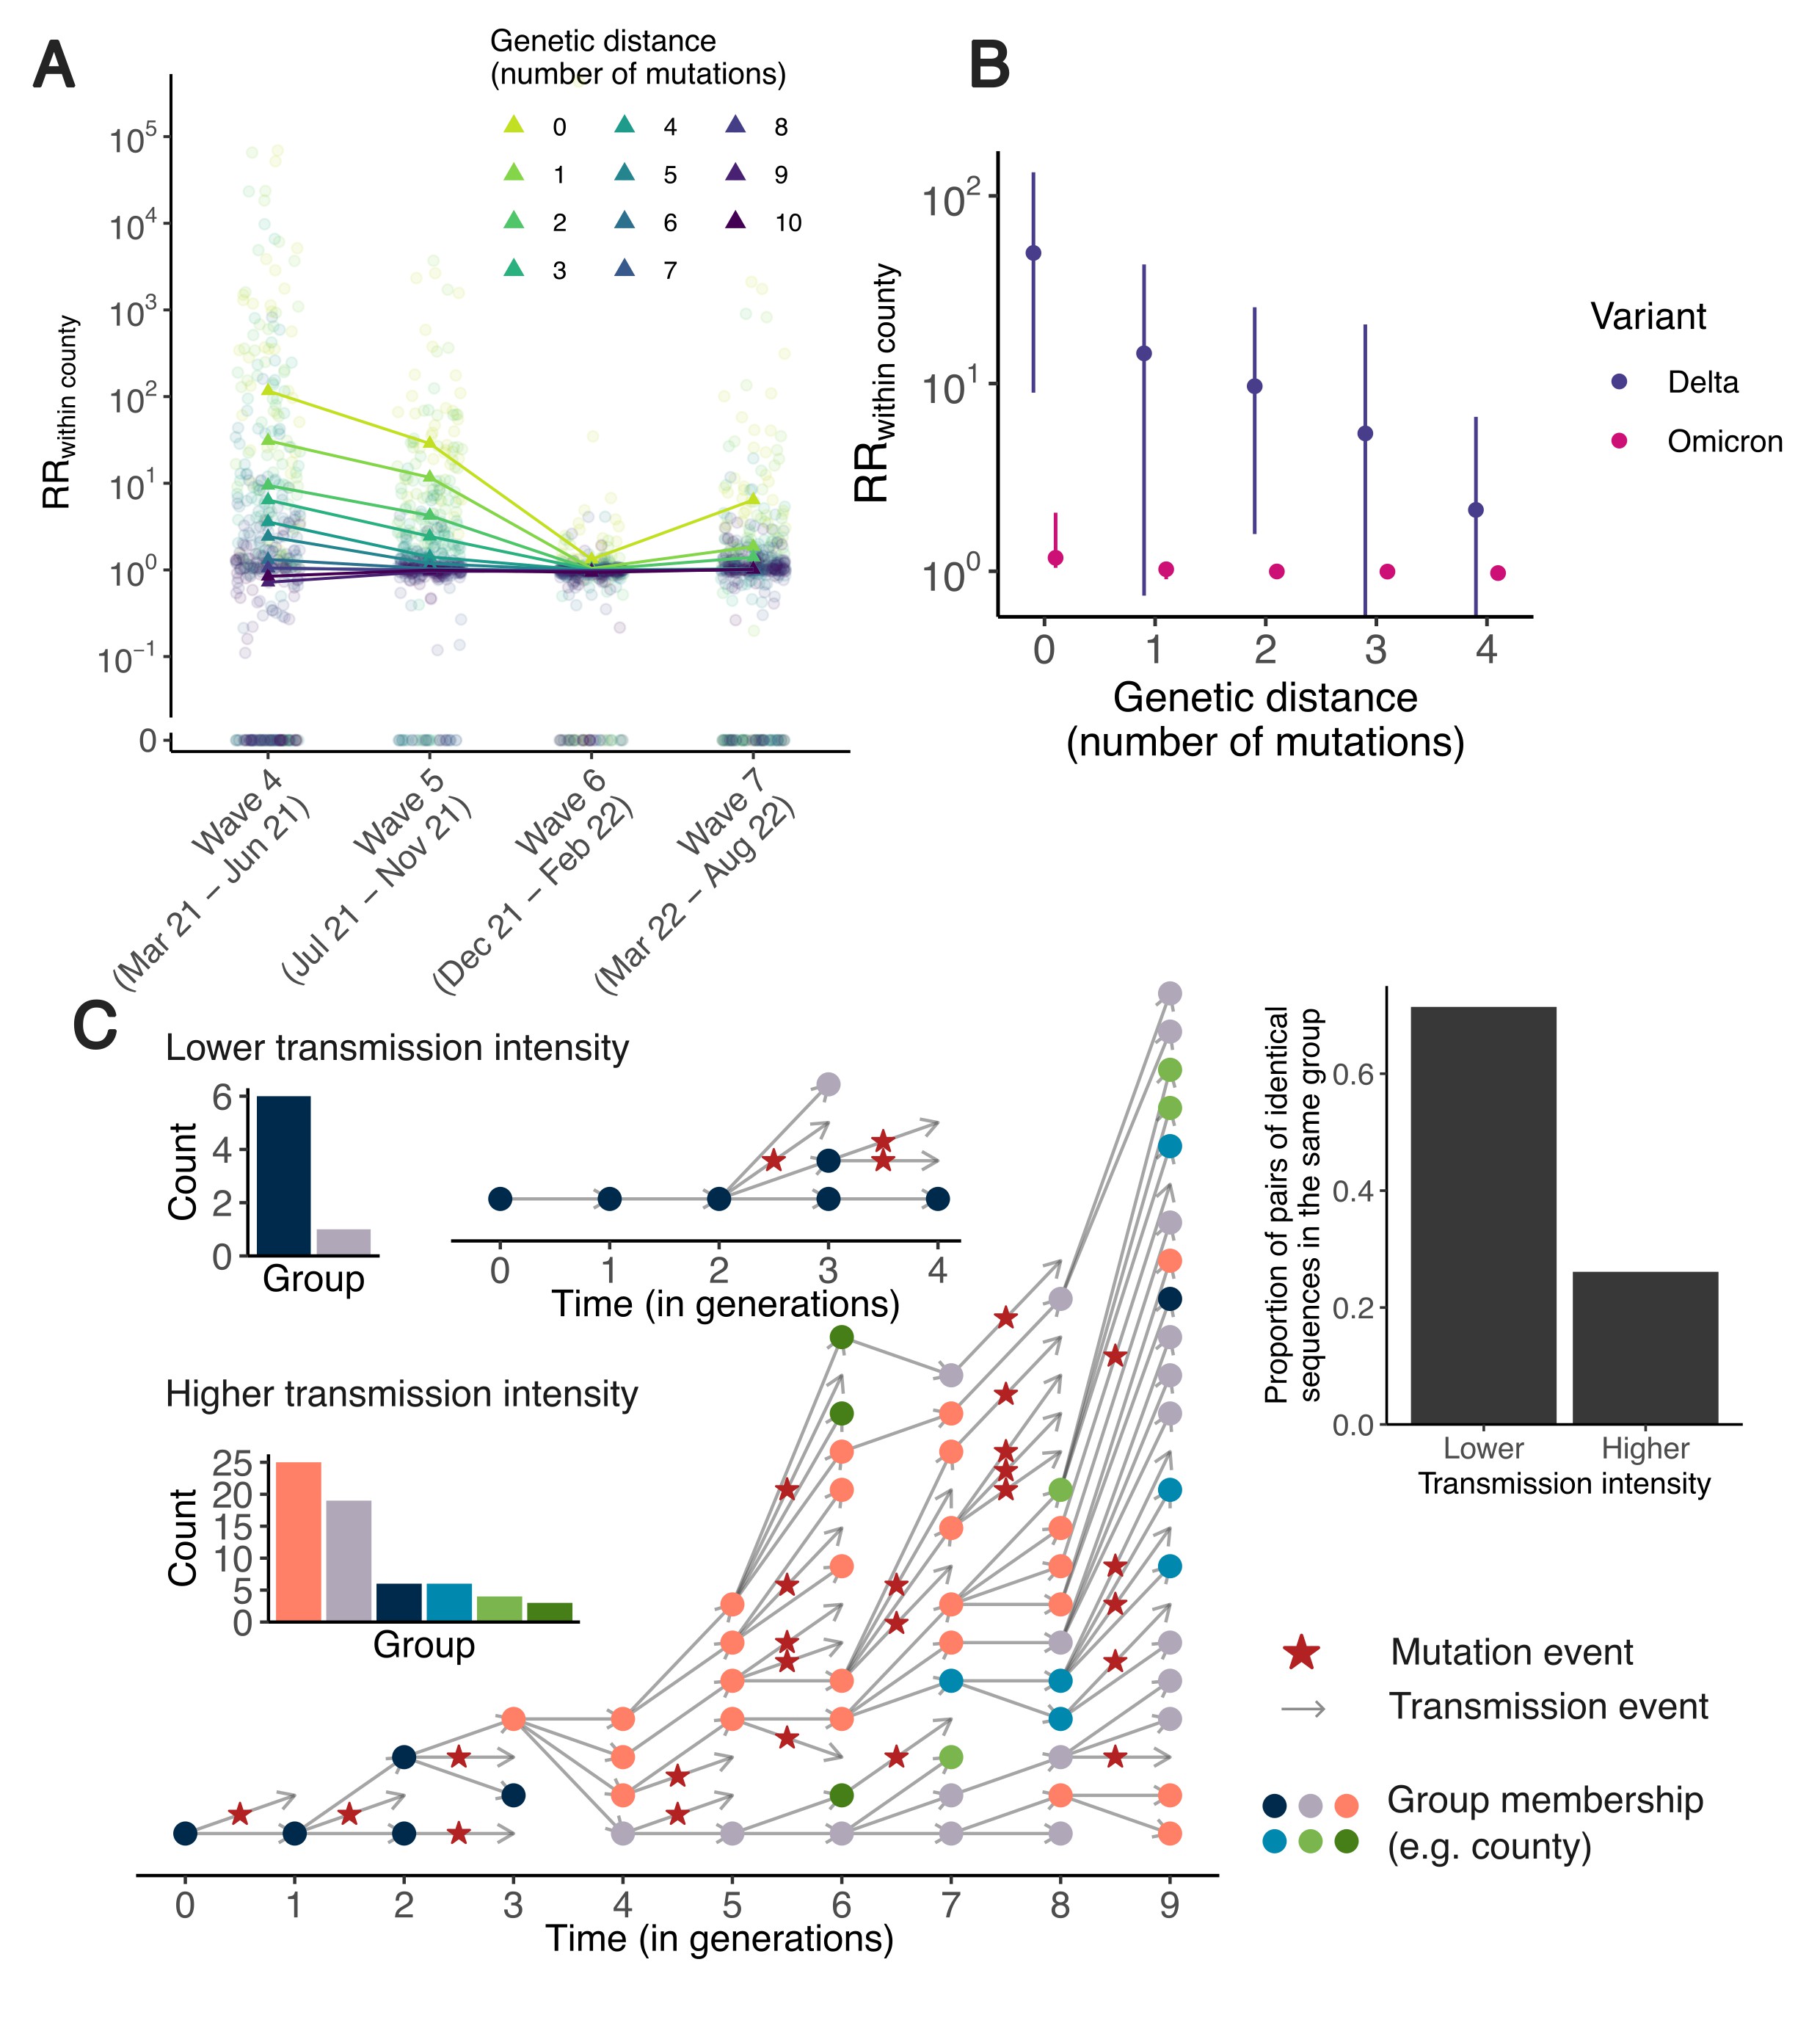 A
Genetic distance
(number of mutations)
0 4 8
1 5 9
2 6 10
3 7
RRwithin county
10^5
10^4
10^3
10^2
10^1
10^0
10^−1
0
Wave 4
(Mar 21 − Jun 21)
Wave 5
(Jul 21 − Nov 21)
Wave 6
(Dec 21 − Feb 22)
Wave 7
(Mar 22 − Aug 22)
B
RRwithin county
10^2
10^1
10^0
0 1 2 3 4
Genetic distance
(number of mutations)
Variant
Delta
Omicron
C
Lower transmission intensity
Count
6
4
2
0
Group
0 1 2 3 4
Time (in generations)
Higher transmission intensity
Count
25
20
15
10
5
0
Group
0 1 2 3 4 5 6 7 8 9
Time (in generations)
Proportion of pairs of identical
sequences in the same group
0.6
0.4
0.2
0.0
Lower Higher
Transmission intensity
Mutation event
Transmission event
Group membership
(e.g. county)